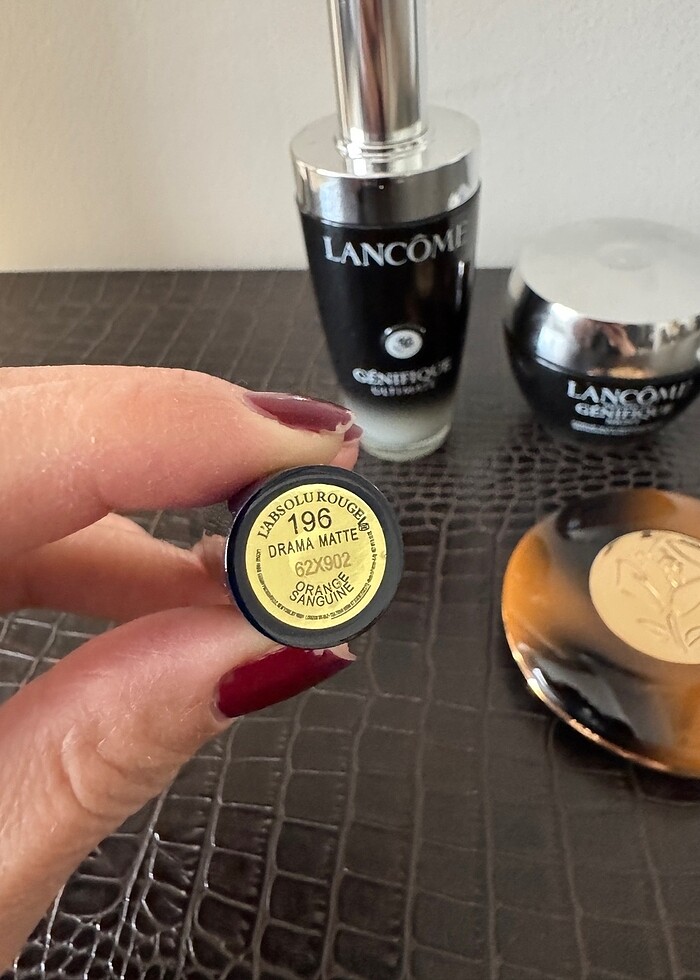 LANCÔME
GÉNIFIQUE
ULTIMATE
LANCÔME
GÉNIFIQUE
L'ABSOLU ROUGE
196
DRAMA MATTE
62X902
ORANGE
SANGUINE